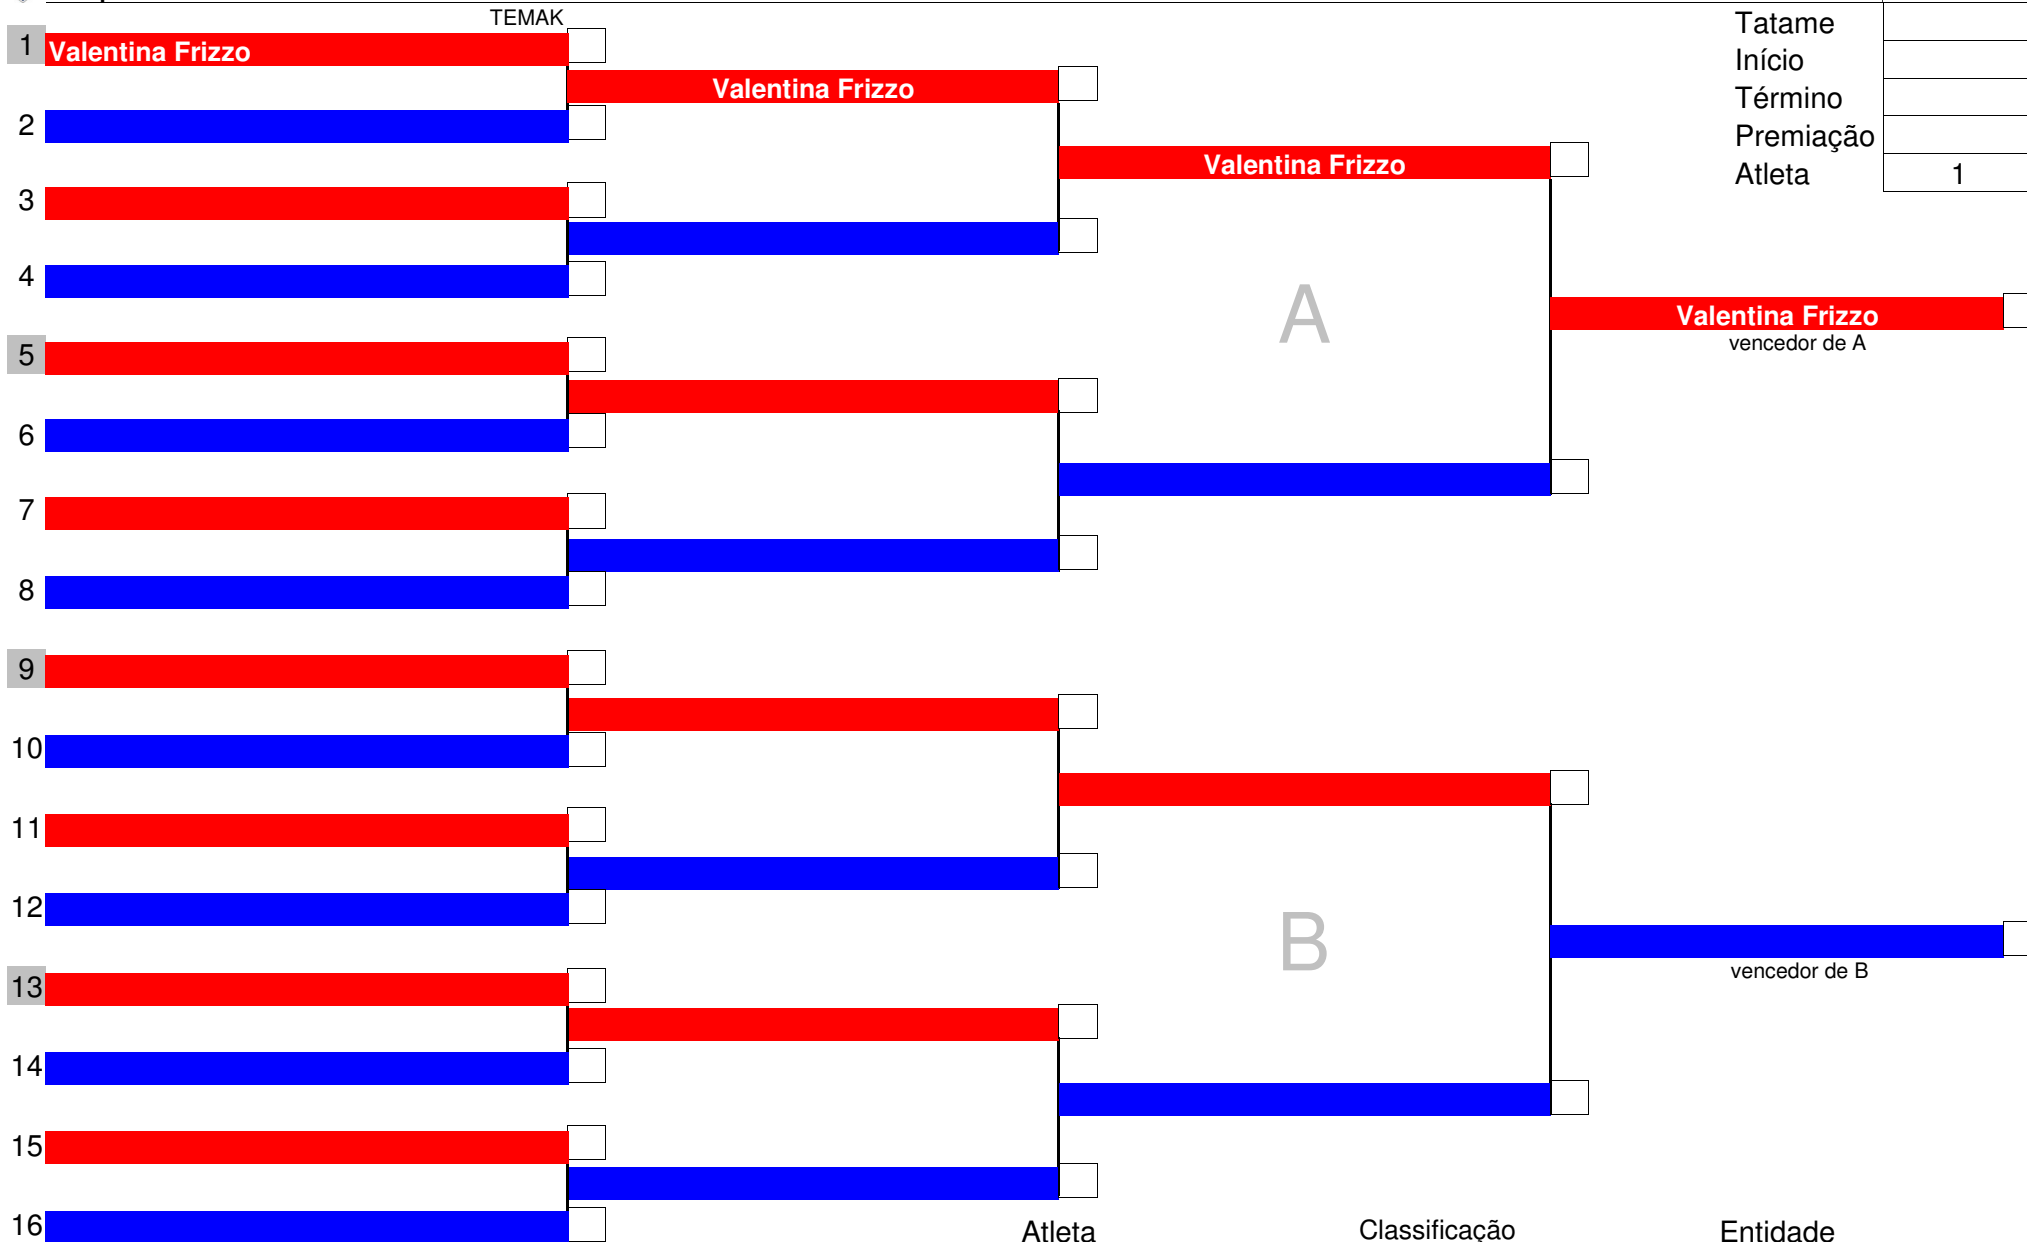 TEMAK
1 Valentina Frizzo
Valentina Frizzo
2
Valentina Frizzo
3
4
Valentina Frizzo
vencedor de A
A
5
6
7
8
9
10
11
12
B
vencedor de B
13
14
15
16
Tatame
Início
Término
Premiação
Atleta 1
Atleta Classificação Entidade